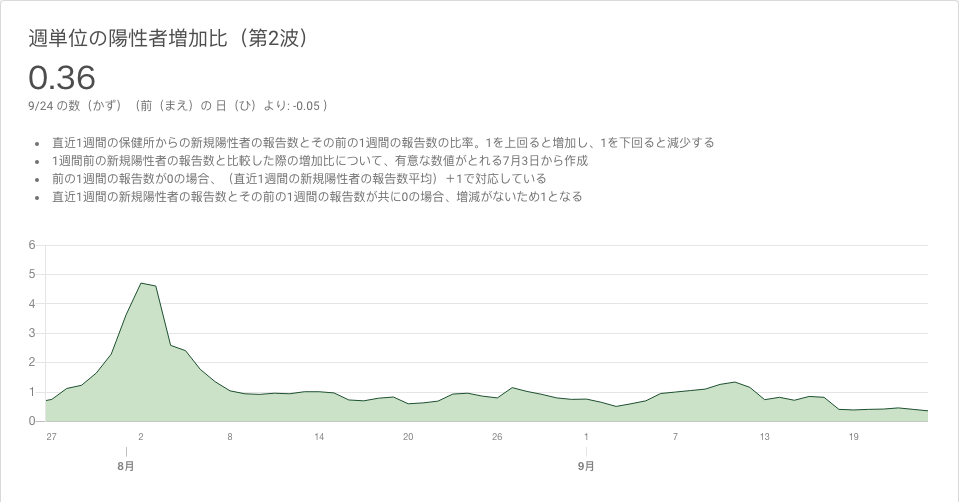 週単位の陽性者増加比（第2波）
0.36
9/24 の数（かず）（前（まえ）の 日（ひ）より: -0.05 ）
• 直近1週間の保健所からの新規陽性者の報告数とその前の1週間の報告数の比率。1を上回ると増加し、1を下回ると減少する
• 1週間前の新規陽性者の報告数と比較した際の増加比について、有意な数値がとれる7月3日から作成
• 前の1週間の報告数が0の場合、（直近1週間の新規陽性者の報告数平均）＋1で対応している
• 直近1週間の新規陽性者の報告数とその前の1週間の報告数が共に0の場合、増減がないため1となる
6
5
4
3
2
1
0
27 2 8 14 20 26 1 7 13 19
8月 9月